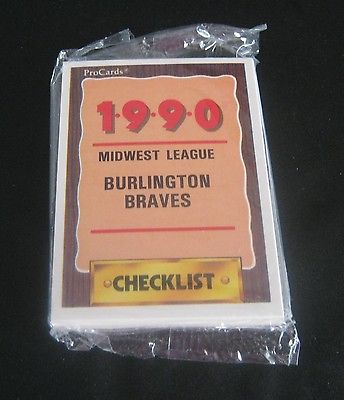 ProCards®
1·9·9·0
MIDWEST LEAGUE
BURLINGTON
BRAVES
CHECKLIST